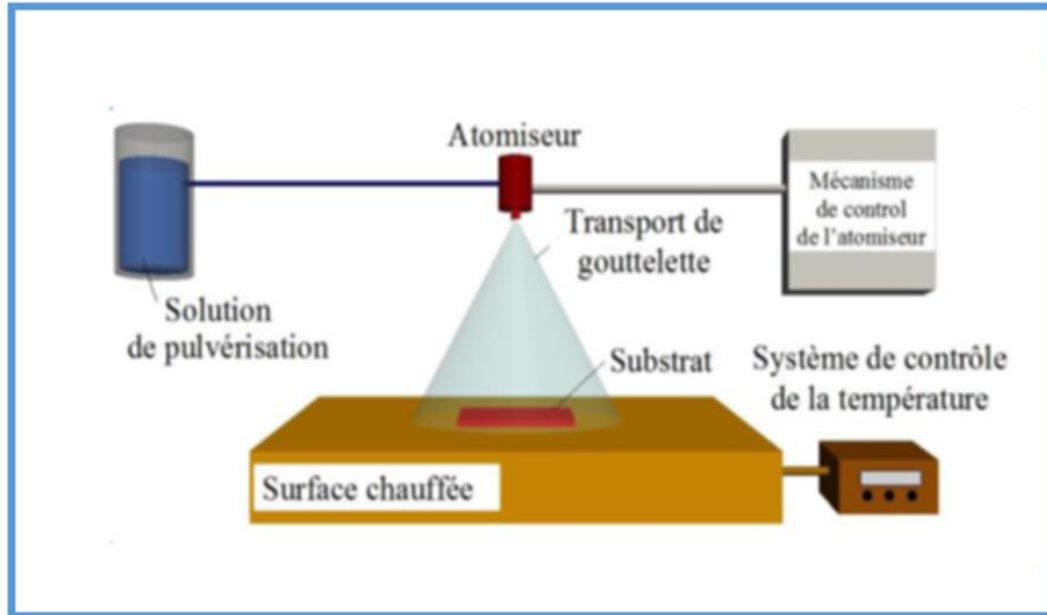 Atomiseur
Mécanisme
de control
de l'atomiseur
Transport de
gouttelette
Solution
de pulvérisation
Substrat
Système de contrôle
de la température
Surface chauffée